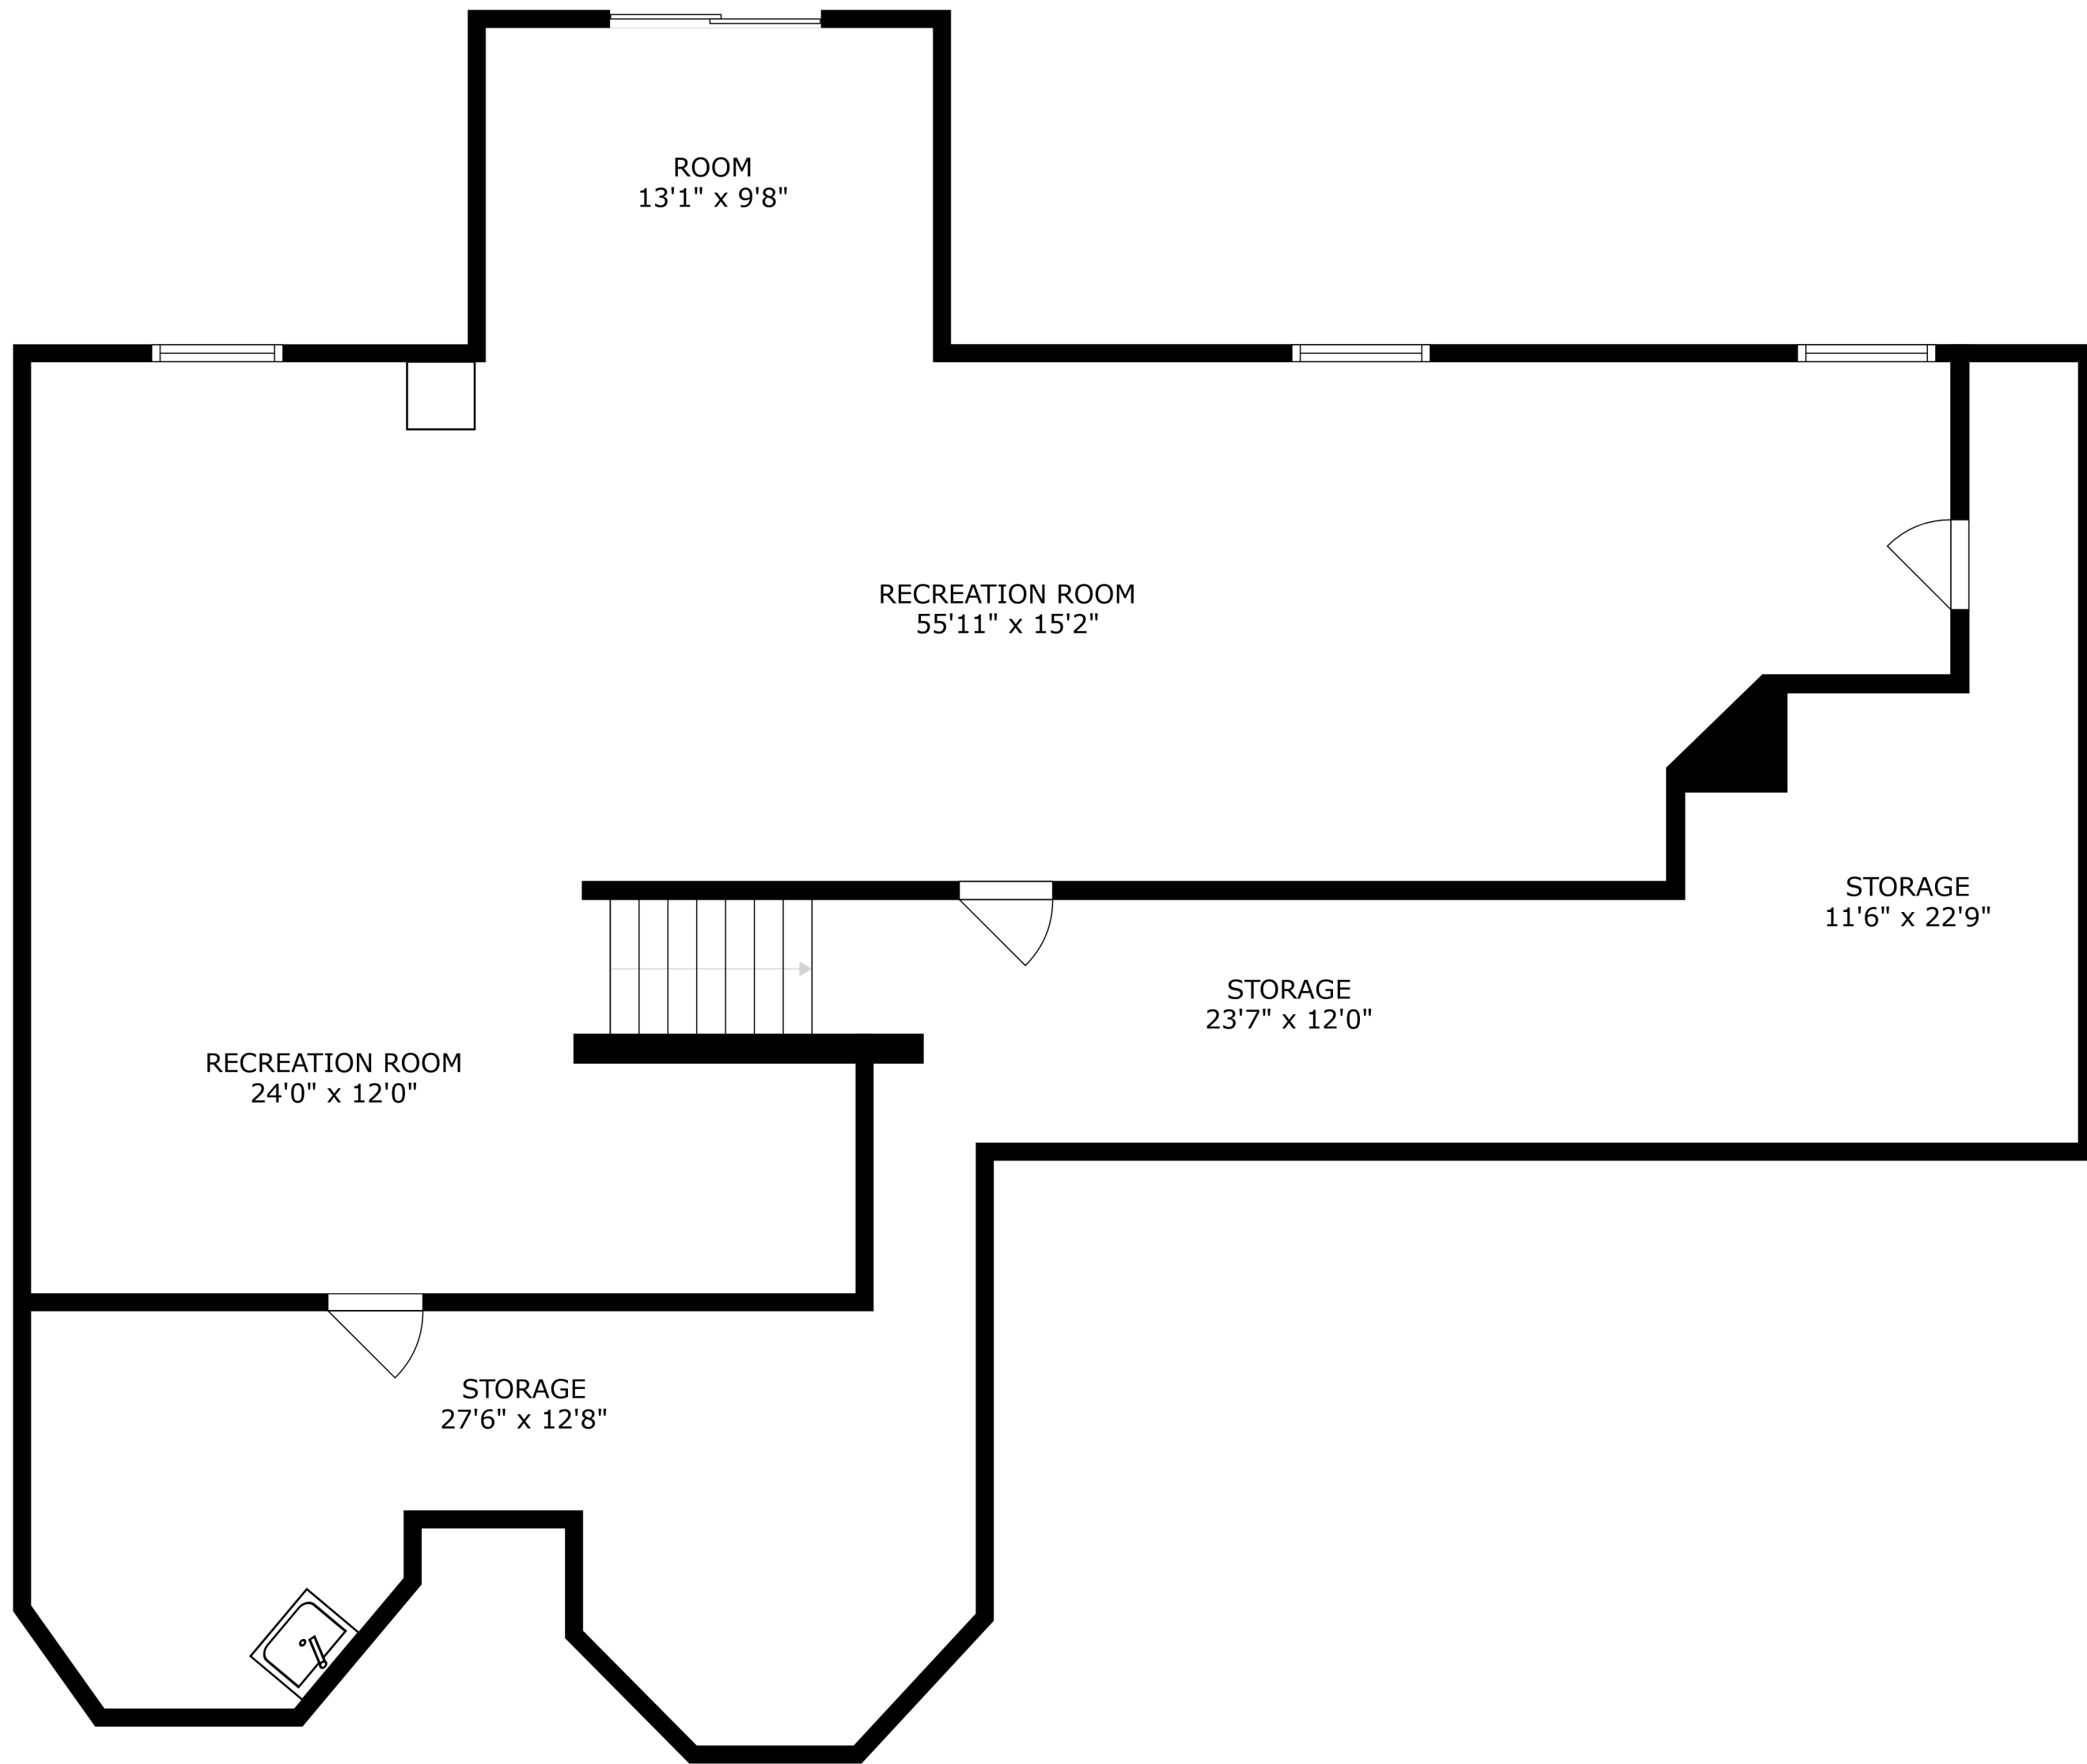 ROOM
13'1" x 9'8"
RECREATION ROOM
55'11" x 15'2"
STORAGE
11'6" x 22'9"
STORAGE
23'7" x 12'0"
RECREATION ROOM
24'0" x 12'0"
STORAGE
27'6" x 12'8"